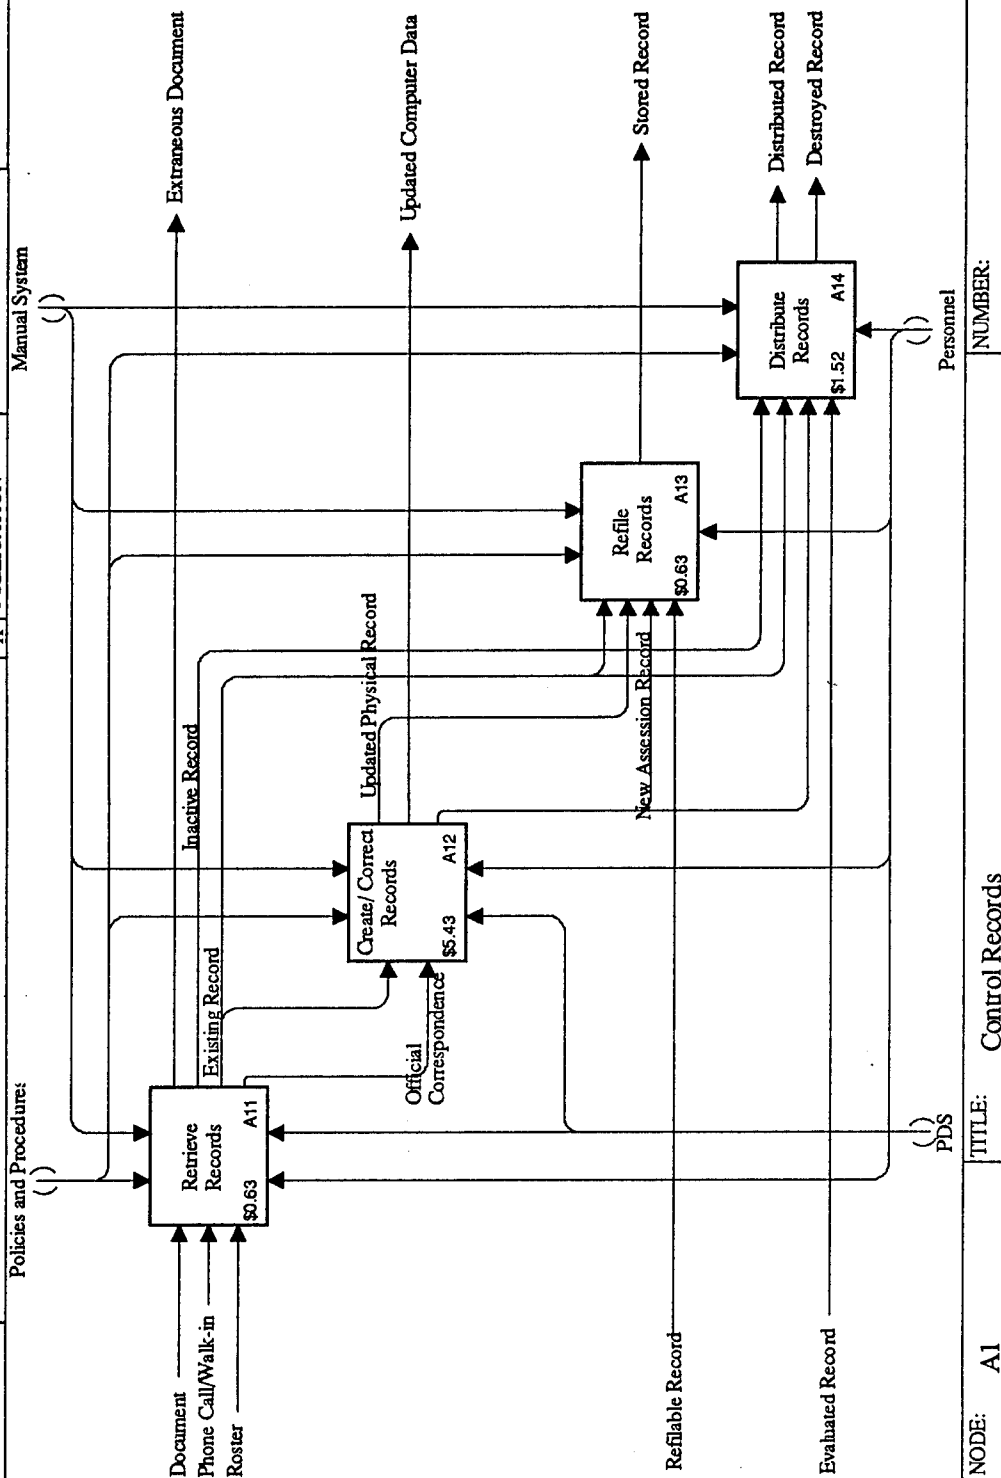 Policies and Procedures
Manual System
Extraneous Document
Updated Computer Data
Stored Record
Distributed Record
Destroyed Record
Document
Phone Call/Walk-in
Roster
Retrieve
Records
$0.63
A11
Inactive Record
Existing Record
Official
Correspondence
Create/ Correct
Records
$5.43
A12
Updated Physical Record
New Assession Record
Refile
Records
$0.63
A13
Distribute
Records
$1.52
A14
Refilable Record
Evaluated Record
PDS
Personnel
NODE:
A1
TITLE:
Control Records
NUMBER: